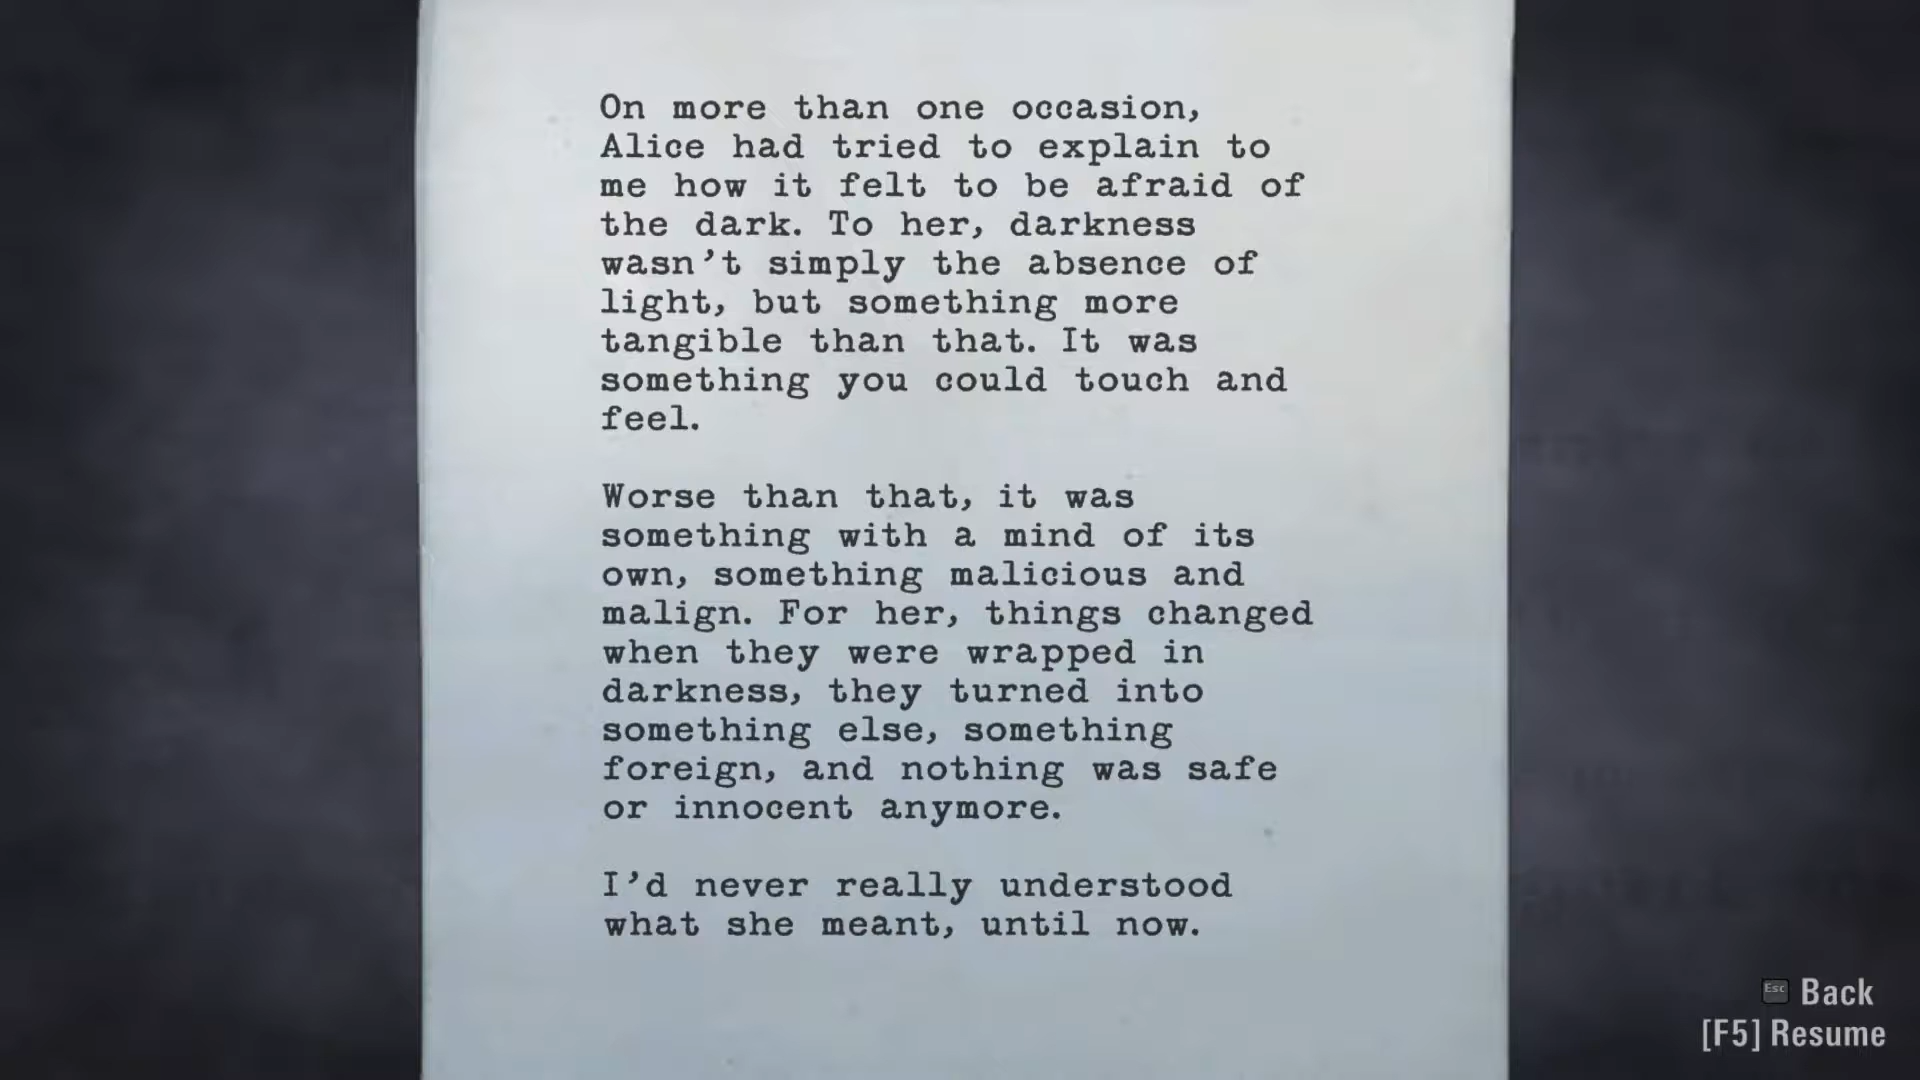 On more than one occasion,
Alice had tried to explain to
me how it felt to be afraid of
the dark. To her, darkness
wasn’t simply the absence of
light, but something more
tangible than that. It was
something you could touch and
feel.
Worse than that, it was
something with a mind of its
own, something malicious and
malign. For her, things changed
when they were wrapped in
darkness, they turned into
something else, something
foreign, and nothing was safe
or innocent anymore.
I’d never really understood
what she meant, until now.
Esc Back
[F5] Resume